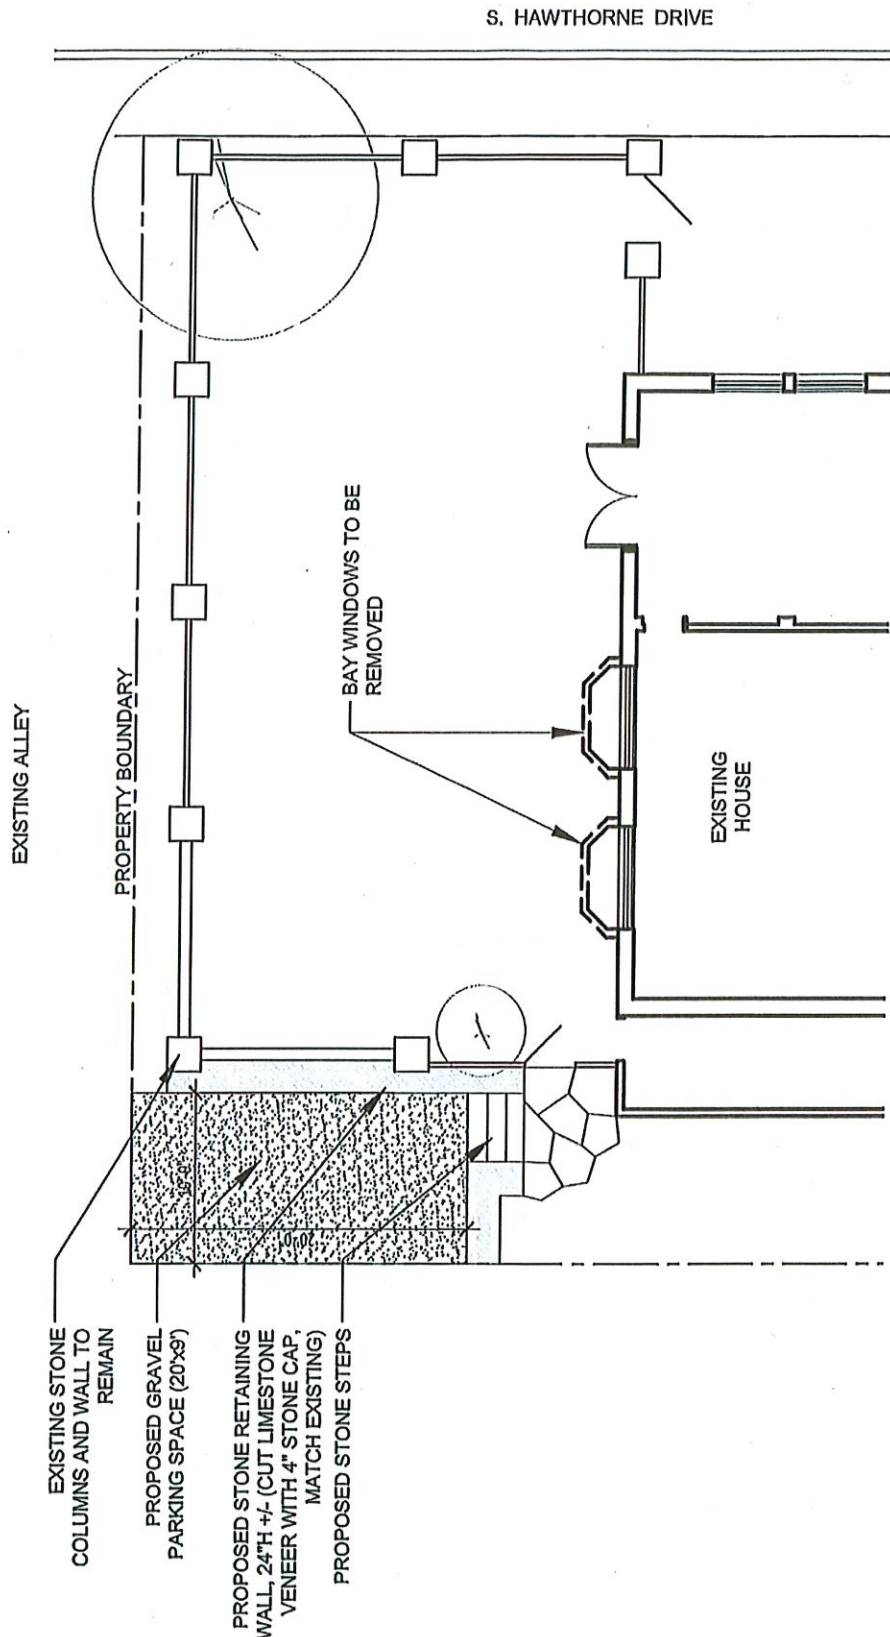 S. HAWTHORNE DRIVE
EXISTING ALLEY
PROPERTY BOUNDARY
BAY WINDOWS TO BE
REMOVED
EXISTING
HOUSE
20'0"
EXISTING STONE
COLUMNS AND WALL TO
REMAIN
PROPOSED GRAVEL
PARKING SPACE (20'x9')
PROPOSED STONE RETAINING
WALL, 24"H +/- (CUT LIMESTONE
VENEER WITH 4" STONE CAP,
MATCH EXISTING)
PROPOSED STONE STEPS